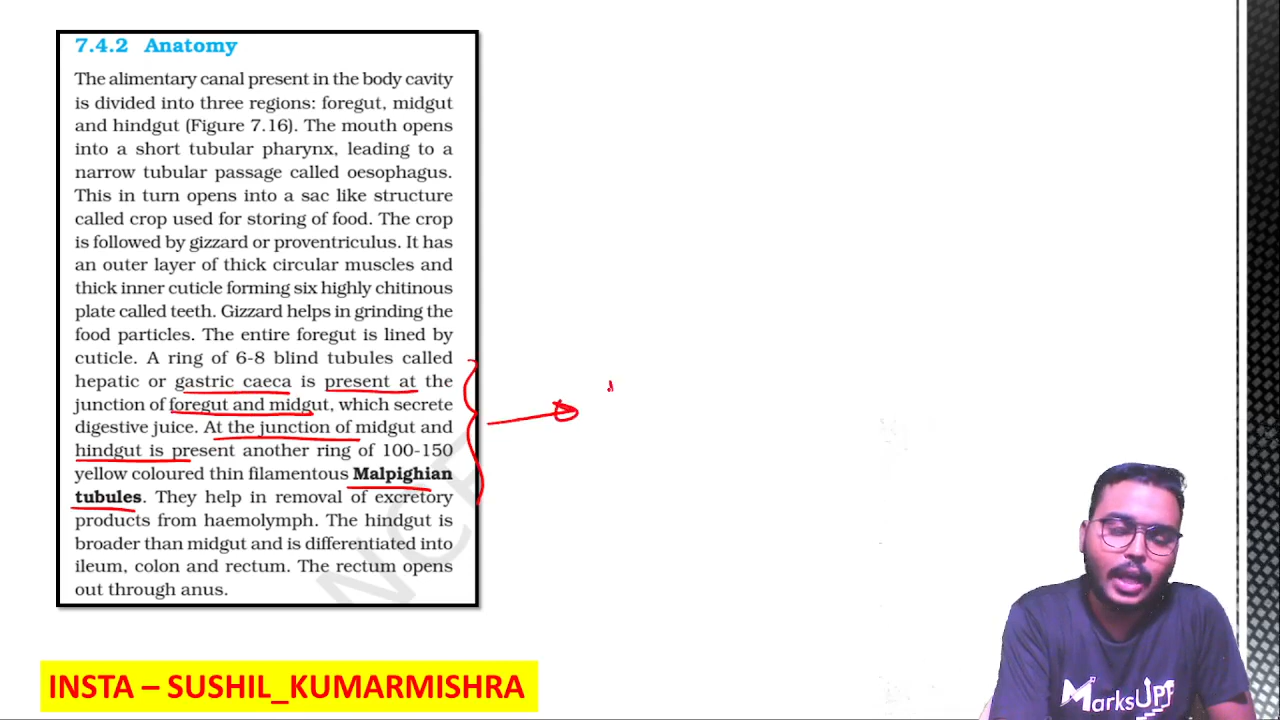 7.4.2 Anatomy
The alimentary canal present in the body cavity
is divided into three regions: foregut, midgut
and hindgut (Figure 7.16). The mouth opens
into a short tubular pharynx, leading to a
narrow tubular passage called oesophagus.
This in turn opens into a sac like structure
called crop used for storing of food. The crop
is followed by gizzard or proventriculus. It has
an outer layer of thick circular muscles and
thick inner cuticle forming six highly chitinous
plate called teeth. Gizzard helps in grinding the
food particles. The entire foregut is lined by
cuticle. A ring of 6-8 blind tubules called
hepatic or gastric caeca is present at the
junction of foregut and midgut, which secrete
digestive juice. At the junction of midgut and
hindgut is present another ring of 100-150
yellow coloured thin filamentous Malpighian
tubules. They help in removal of excretory
products from haemolymph. The hindgut is
broader than midgut and is differentiated into
ileum, colon and rectum. The rectum opens
out through anus.
INSTA – SUSHIL_KUMARMISHRA